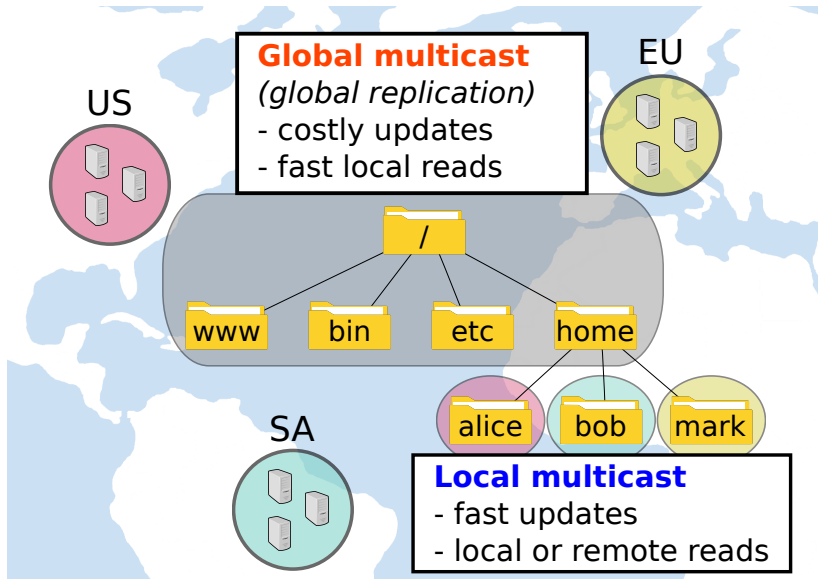 Global multicast
(global replication)
- costly updates
- fast local reads
EU
US
/
www
bin
etc
home
alice
bob
mark
SA
Local multicast
- fast updates
- local or remote reads